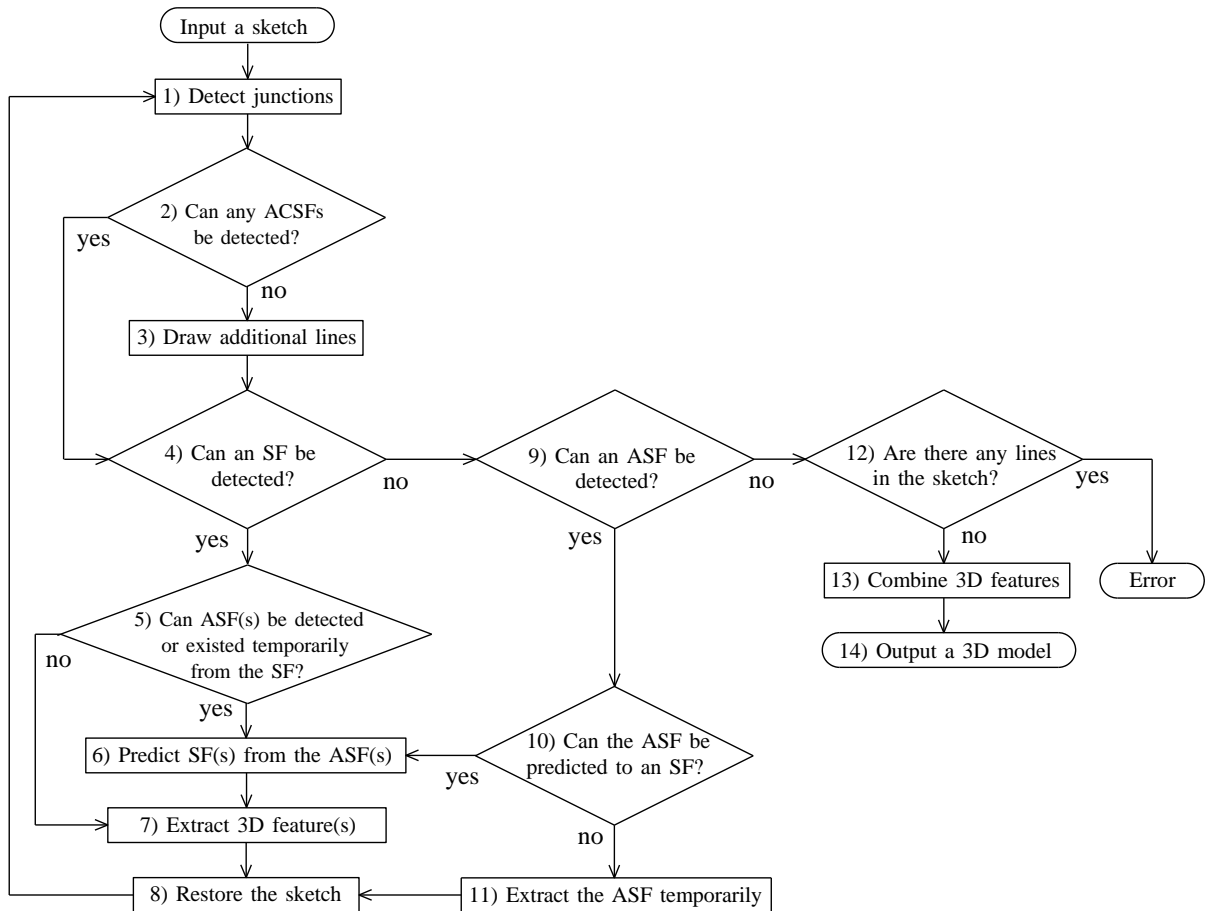 Input a sketch
1) Detect junctions
2) Can any ACSFs
be detected?
yes
no
3) Draw additional lines
4) Can an SF be
detected?
no
yes
9) Can an ASF be
detected?
no
yes
12) Are there any lines
in the sketch?
yes
no
13) Combine 3D features
Error
14) Output a 3D model
5) Can ASF(s) be detected
or existed temporarily
from the SF?
no
yes
6) Predict SF(s) from the ASF(s)
10) Can the ASF be
predicted to an SF?
yes
no
7) Extract 3D feature(s)
8) Restore the sketch
11) Extract the ASF temporarily